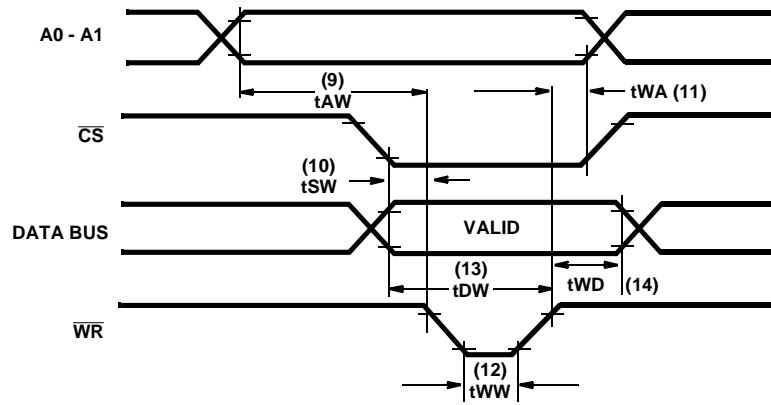 A0 - A1
(9)
tAW
tWA (11)
CS
(10)
tSW
DATA BUS
VALID
(13)
tDW
tWD (14)
WR
(12)
tWW